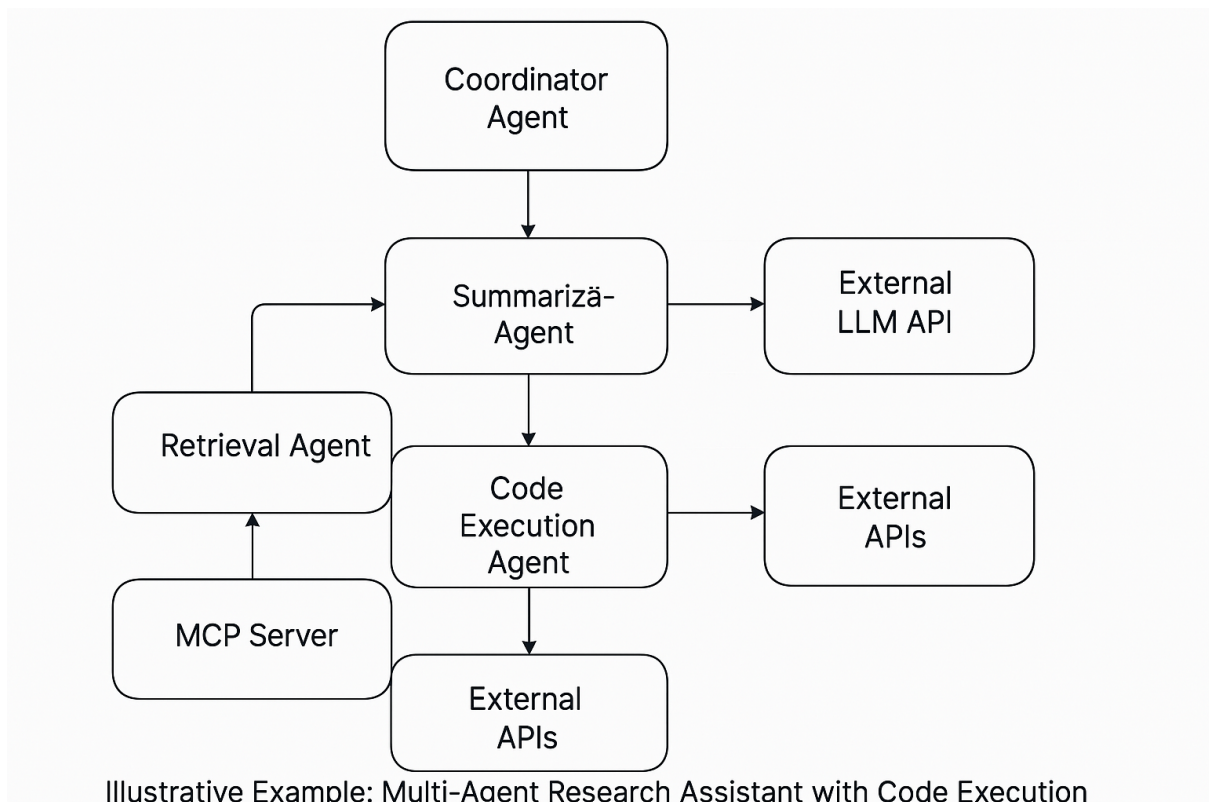 Coordinator
Agent
Summarizä-
Agent
External
LLM API
Retrieval Agent
Code
Execution
Agent
External
APIs
MCP Server
External
APIs
Illustrative Example: Multi-Agent Research Assistant with Code Execution